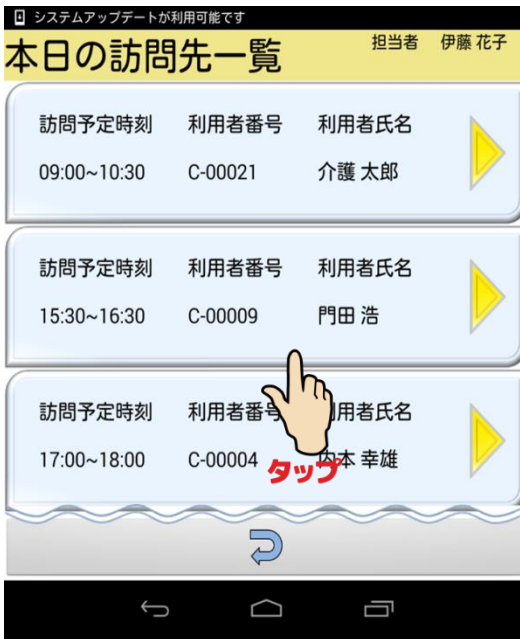 システムアップデートが利用可能です
本日の訪問先一覧
担当者 伊藤 花子
訪問予定時刻 利用者番号 利用者氏名
09:00~10:30 C-00021 介護 太郎
訪問予定時刻 利用者番号 利用者氏名
15:30~16:30 C-00009 門田 浩
訪問予定時刻 利用者番号 利用者氏名
17:00~18:00 C-00004 内本 幸雄
タップ